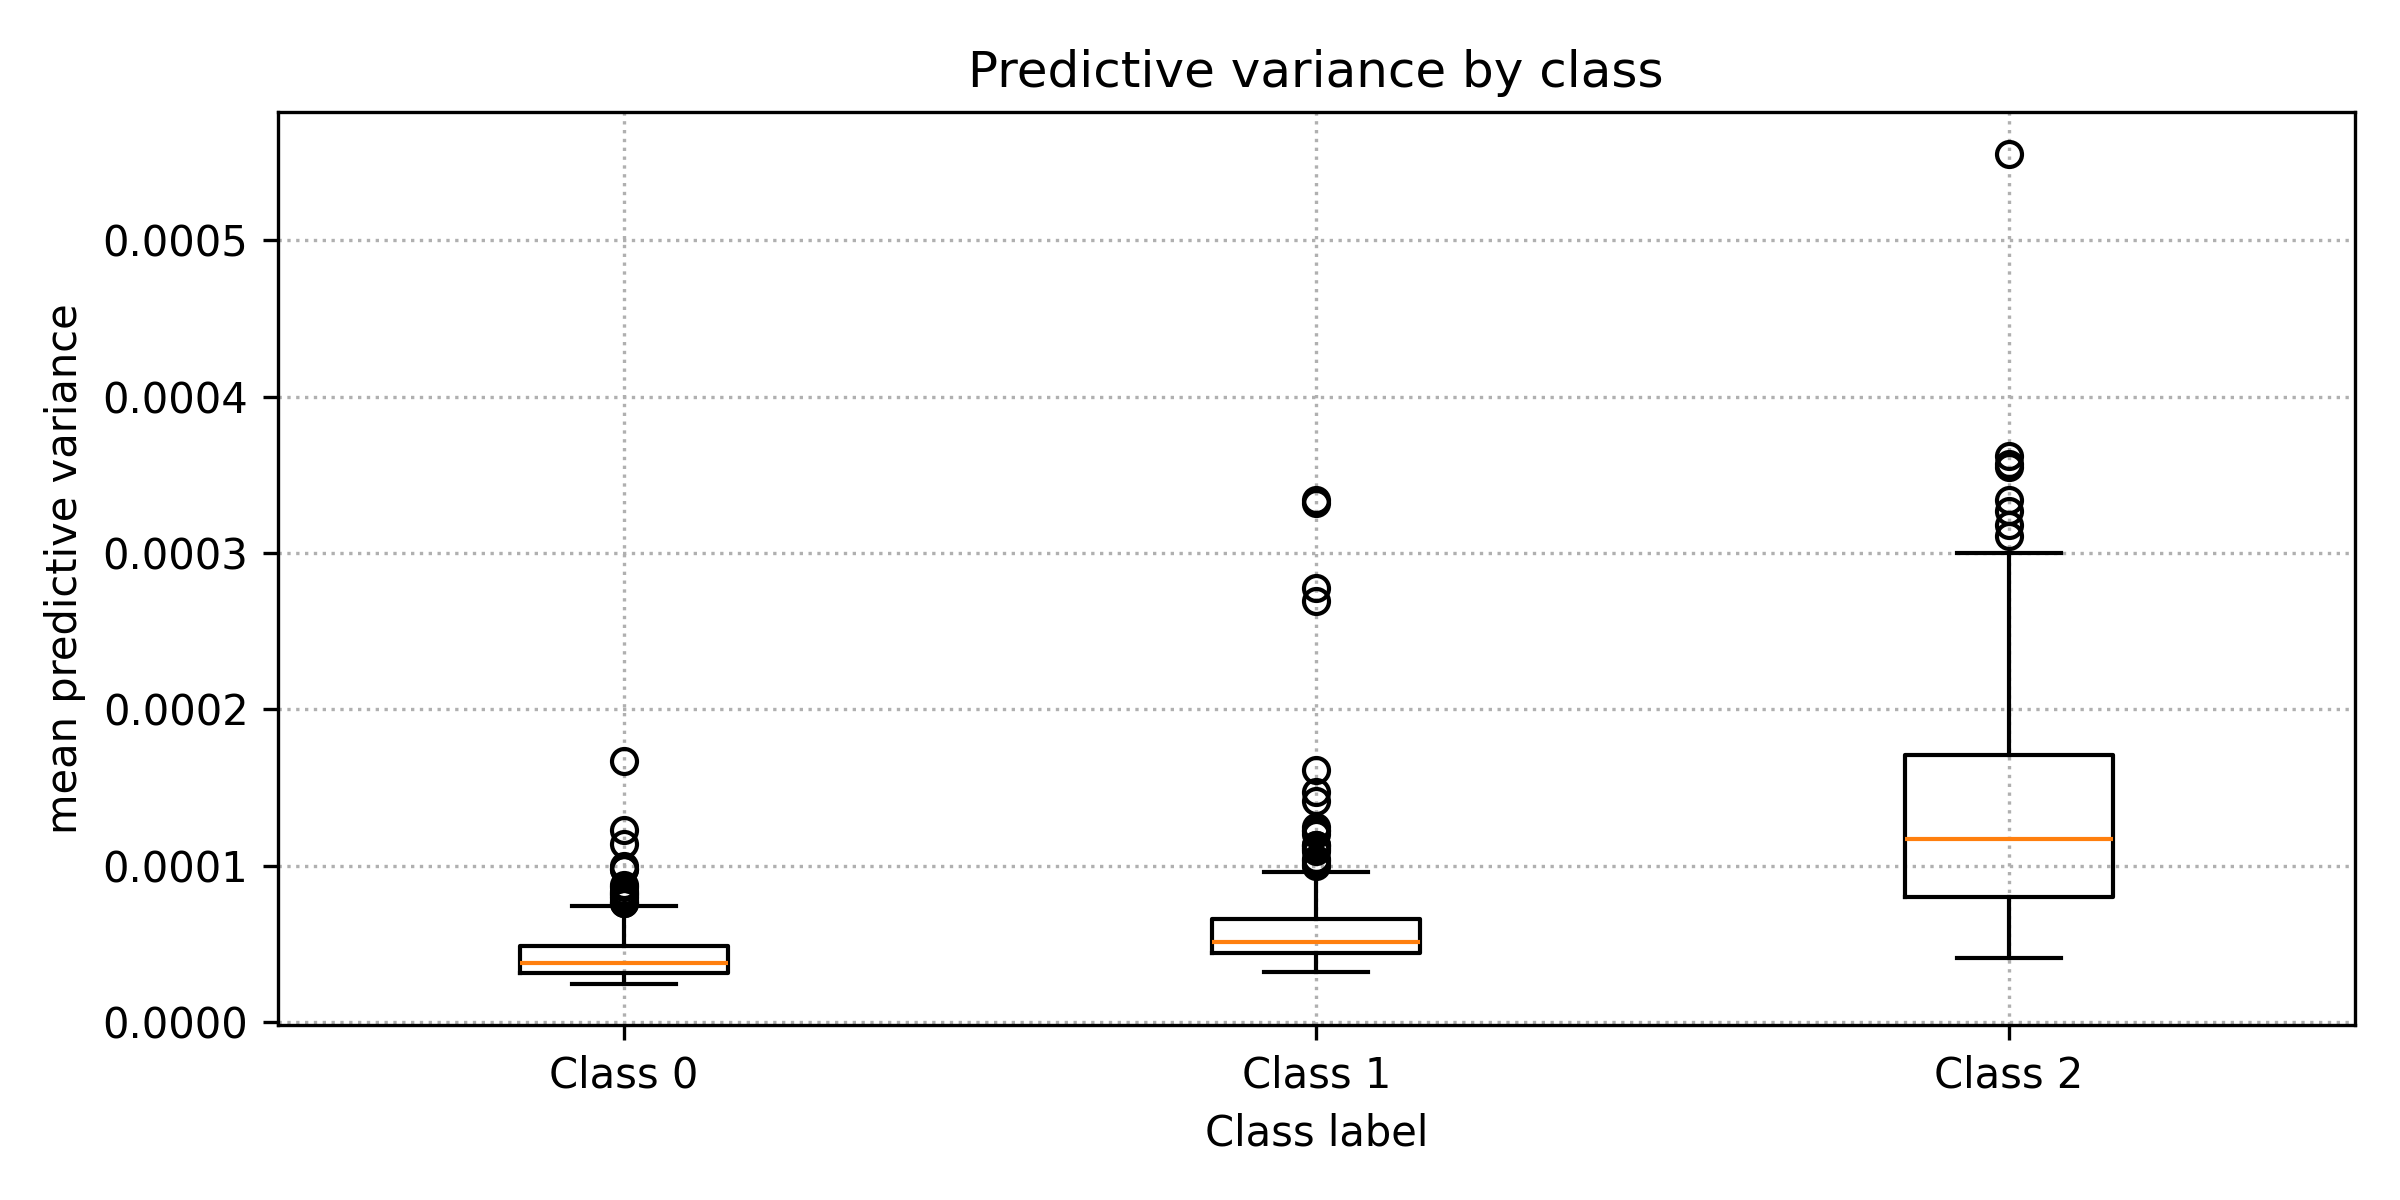 Predictive variance by class
mean predictive variance
0.0005
0.0004
0.0003
0.0002
0.0001
0.0000
Class 0
Class 1
Class 2
Class label